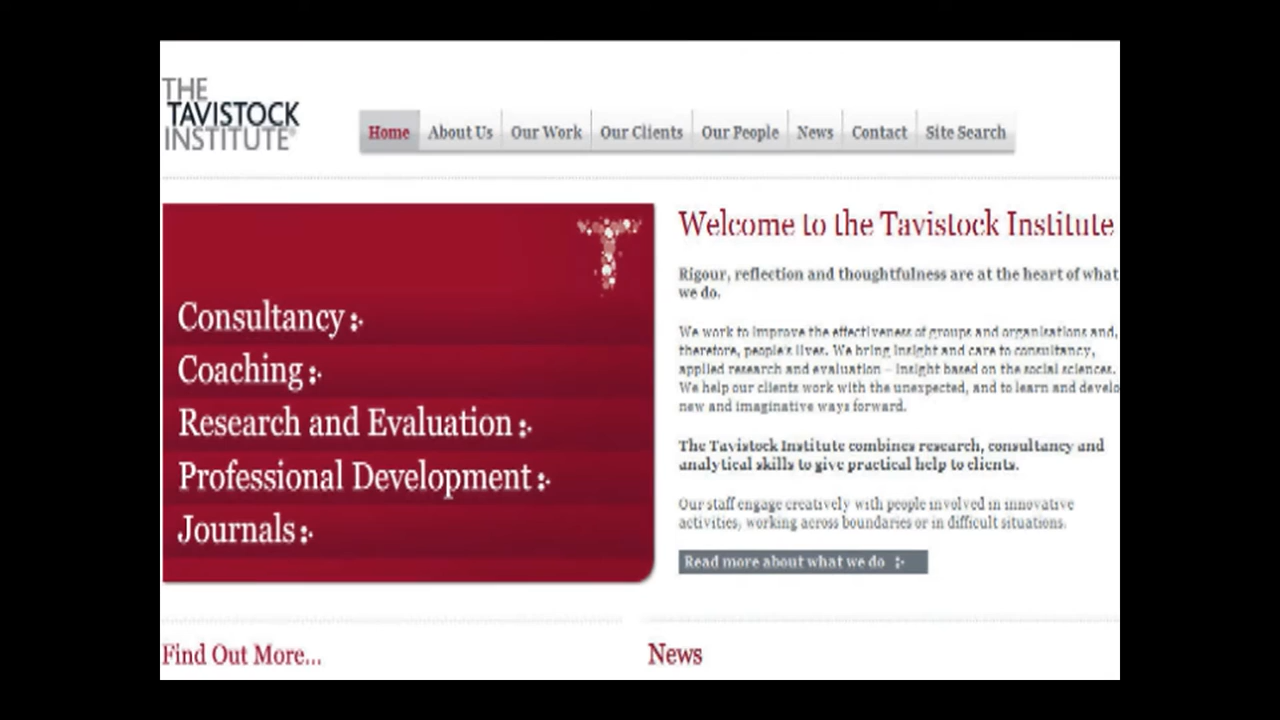 THE
TAVISTOCK
INSTITUTE®
Home About Us Our Work Our Clients Our People News Contact Site Search
Consultancy
Coaching
Research and Evaluation
Professional Development
Journals
Welcome to the Tavistock Institute
Rigour, reflection and thoughtfulness are at the heart of what
we do.
We work to improve the effectiveness of groups and organisations and,
therefore, people's lives. We bring insight and care to consultancy,
applied research and evaluation – insight based on the social sciences.
We help our clients work with the unexpected, and to learn and develo
new and imaginative ways forward.
The Tavistock Institute combines research, consultancy and
analytical skills to give practical help to clients.
Our staff engage creatively with people involved in innovative
activities, working across boundaries or in difficult situations.
Read more about what we do
Find Out More...
News